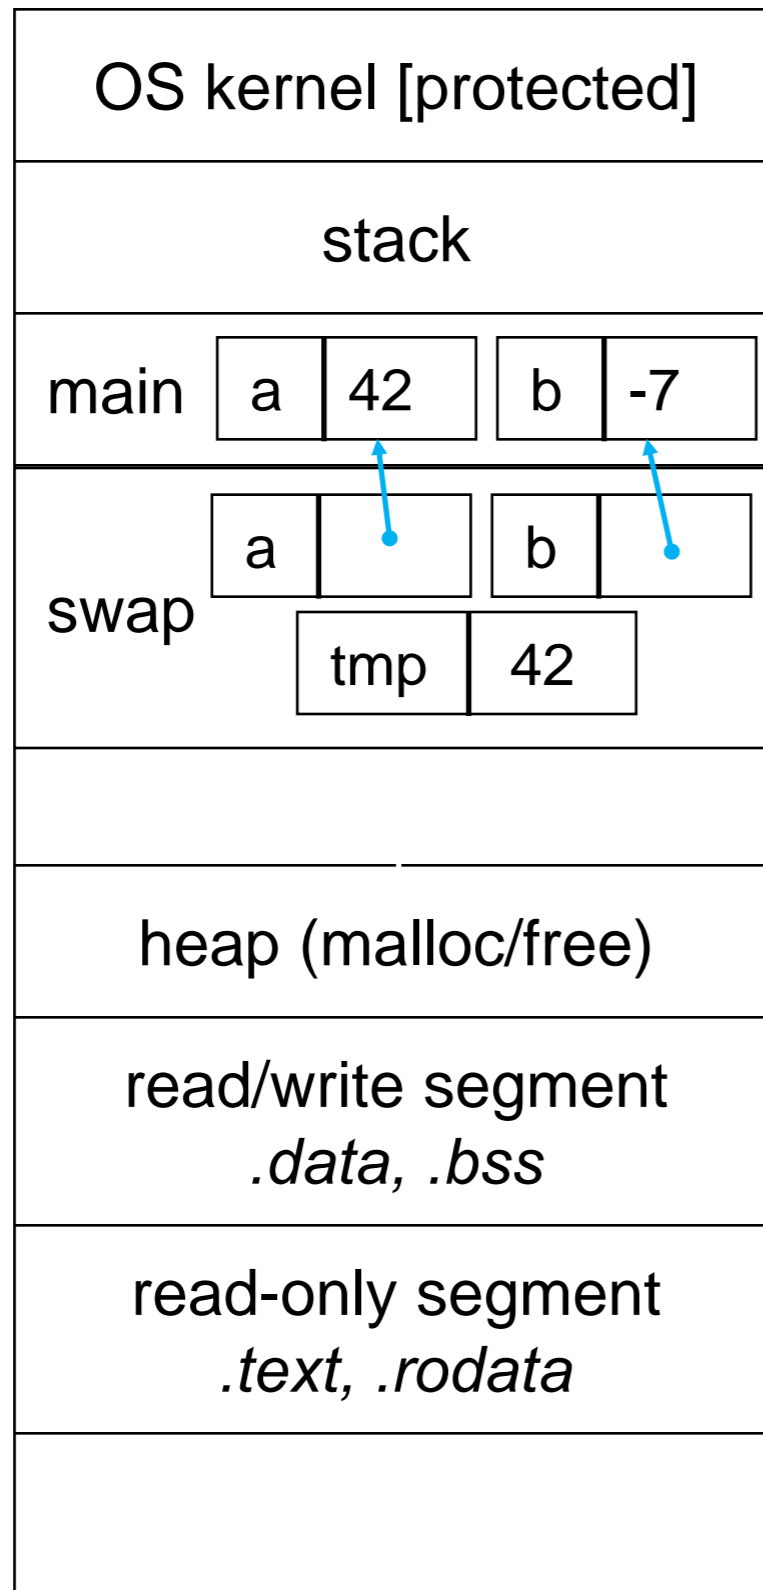 OS kernel [protected]
stack
main a 42 b -7
a b
swap
tmp 42
heap (malloc/free)
read/write segment
.data, .bss
read-only segment
.text, .rodata